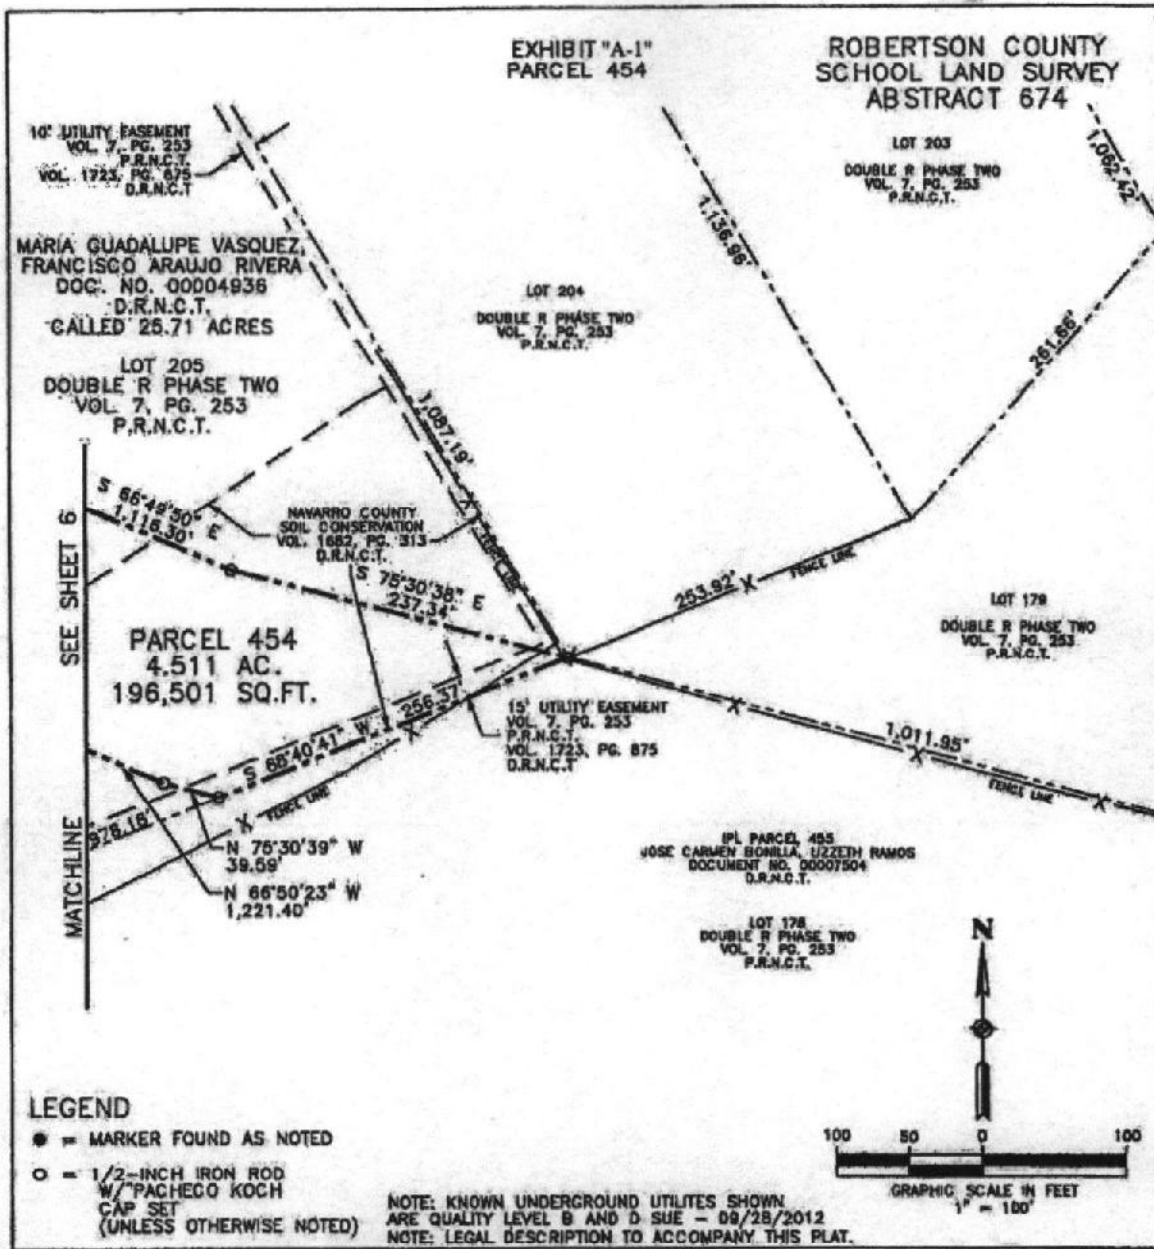 EXHIBIT "A-1"
PARCEL 454
ROBERTSON COUNTY
SCHOOL LAND SURVEY
ABSTRACT 674
10' UTILITY EASEMENT
VOL. 7, PG. 253
P.R.N.C.T.
VOL. 1723, PG. 875
D.R.N.C.T
LOT 203
DOUBLE R PHASE TWO
VOL. 7, PG. 253
P.R.N.C.T.
1,062.42'
1,136.96'
MARIA GUADALUPE VASQUEZ,
FRANCISCO ARAUJO RIVERA
DOC. NO. 00004936
D.R.N.C.T.
CALLED 25.71 ACRES
LOT 204
DOUBLE R PHASE TWO
VOL. 7, PG. 253
P.R.N.C.T.
261.66'
LOT 205
DOUBLE R PHASE TWO
VOL. 7, PG. 253
P.R.N.C.T.
1,087.19'
S 66°49'50" E
1,116.30'
NAVARRO COUNTY
SOIL CONSERVATION
VOL. 1682, PG. 313
D.R.N.C.T.
FENCE LINE
S 75°30'38" E
237.34'
253.92'
FENCE LINE
LOT 179
DOUBLE R PHASE TWO
VOL. 7, PG. 253
P.R.N.C.T.
SEE SHEET 6
MATCHLINE
PARCEL 454
4.511 AC.
196,501 SQ.FT.
S 66°40'41" W 256.37'
15' UTILITY EASEMENT
VOL. 7, PG. 253
P.R.N.C.T.
VOL. 1723, PG. 875
D.R.N.C.T
1,011.95'
FENCE LINE
978.16'
FENCE LINE
N 75°30'39" W
39.59'
N 66°50'23" W
1,221.40'
IPL PARCEL 455
JOSE CARMEN BONILLA, LIZZETH RAMOS
DOCUMENT NO. 00007504
D.R.N.C.T.
LOT 178
DOUBLE R PHASE TWO
VOL. 7, PG. 253
P.R.N.C.T.
N
LEGEND
● = MARKER FOUND AS NOTED
○ = 1/2-INCH IRON ROD
W/"PACHECO KOCH
CAP SET
(UNLESS OTHERWISE NOTED)
NOTE: KNOWN UNDERGROUND UTILITES SHOWN
ARE QUALITY LEVEL B AND D SUE - 09/28/2012
NOTE: LEGAL DESCRIPTION TO ACCOMPANY THIS PLAT.
100 50 0 100
GRAPHIC SCALE IN FEET
1" = 100'